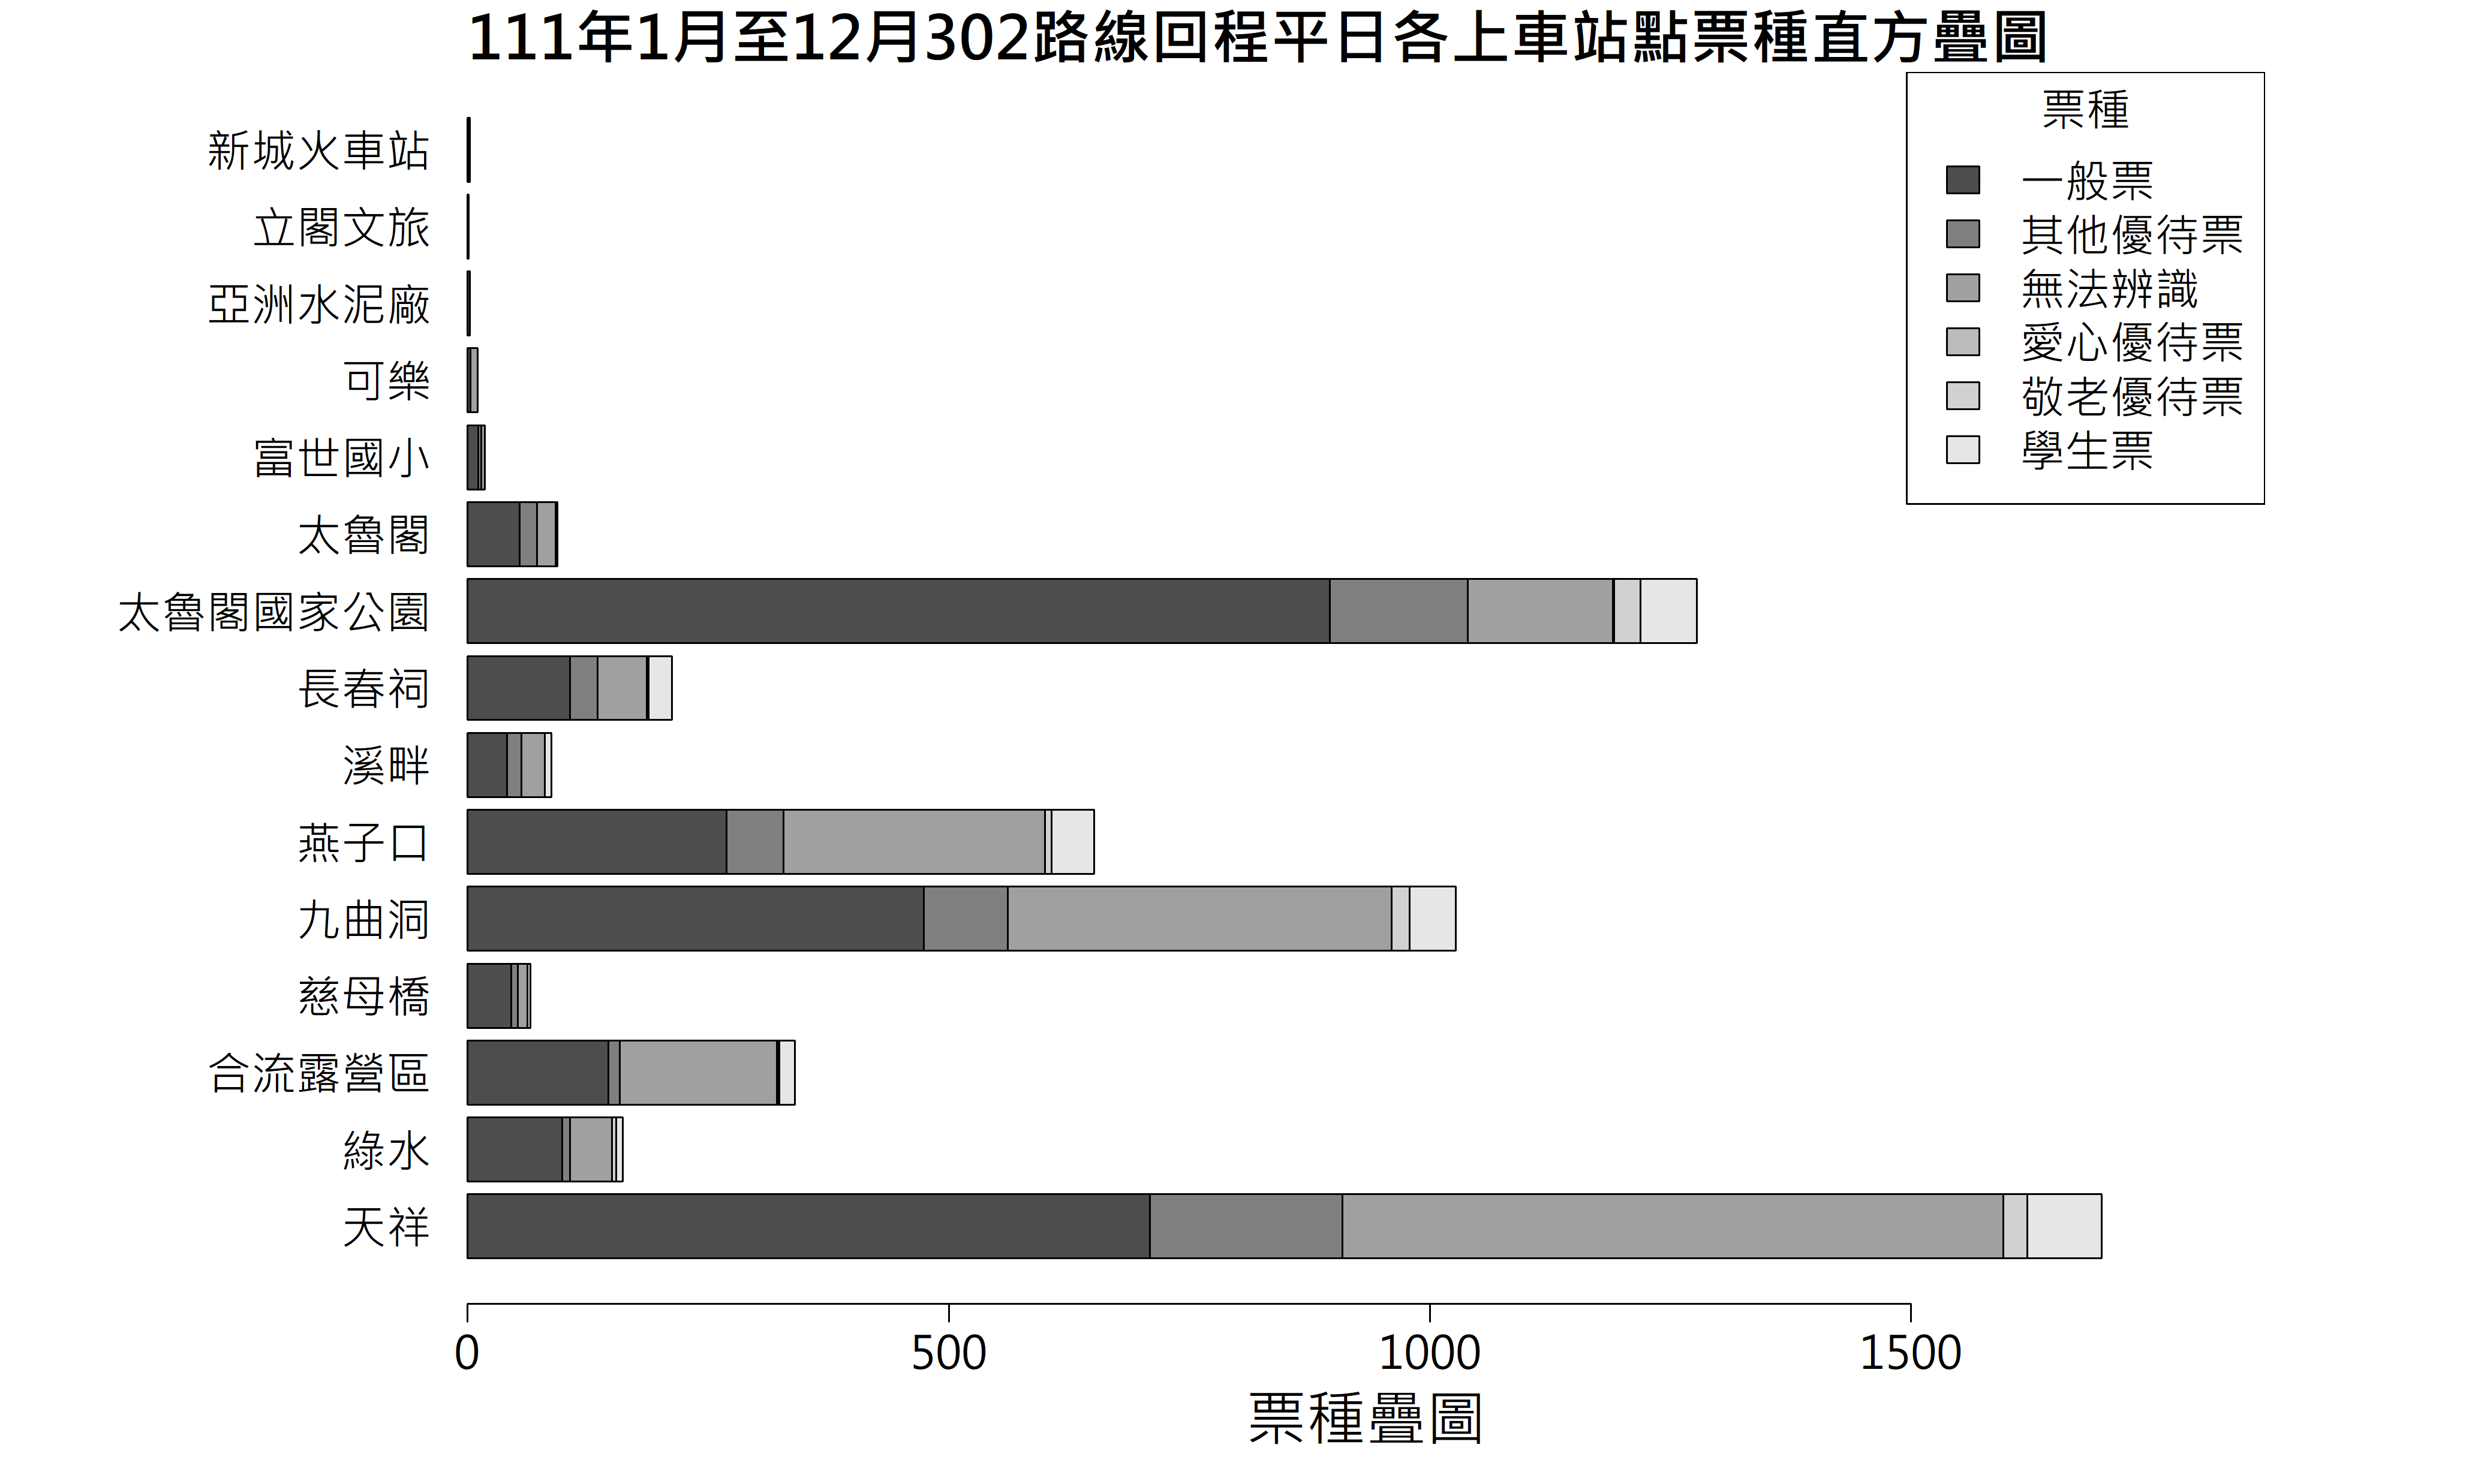 111年1月至12月302路線回程平日各上車站點票種直方疊圖
票種
一般票
其他優待票
無法辨識
愛心優待票
敬老優待票
學生票
新城火車站
立閣文旅
亞洲水泥廠
可樂
富世國小
太魯閣
太魯閣國家公園
長春祠
溪畔
燕子口
九曲洞
慈母橋
合流露營區
綠水
天祥
0 500 1000 1500
票種疊圖